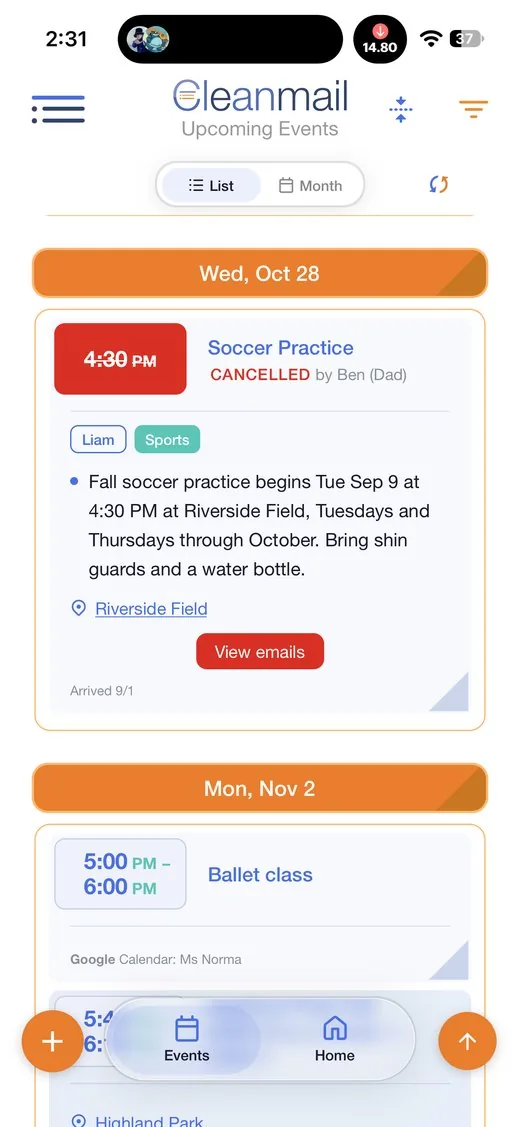 2:31
14.80
37
Cleanmail
Upcoming Events
List
Month
Wed, Oct 28
4:30 PM
Soccer Practice
CANCELLED by Ben (Dad)
Liam
Sports
Fall soccer practice begins Tue Sep 9 at
4:30 PM at Riverside Field, Tuesdays and
Thursdays through October. Bring shin
guards and a water bottle.
Riverside Field
View emails
Arrived 9/1
Mon, Nov 2
5:00 PM –
6:00 PM
Ballet class
Google Calendar: Ms Norma
Events
Home
Highland Park